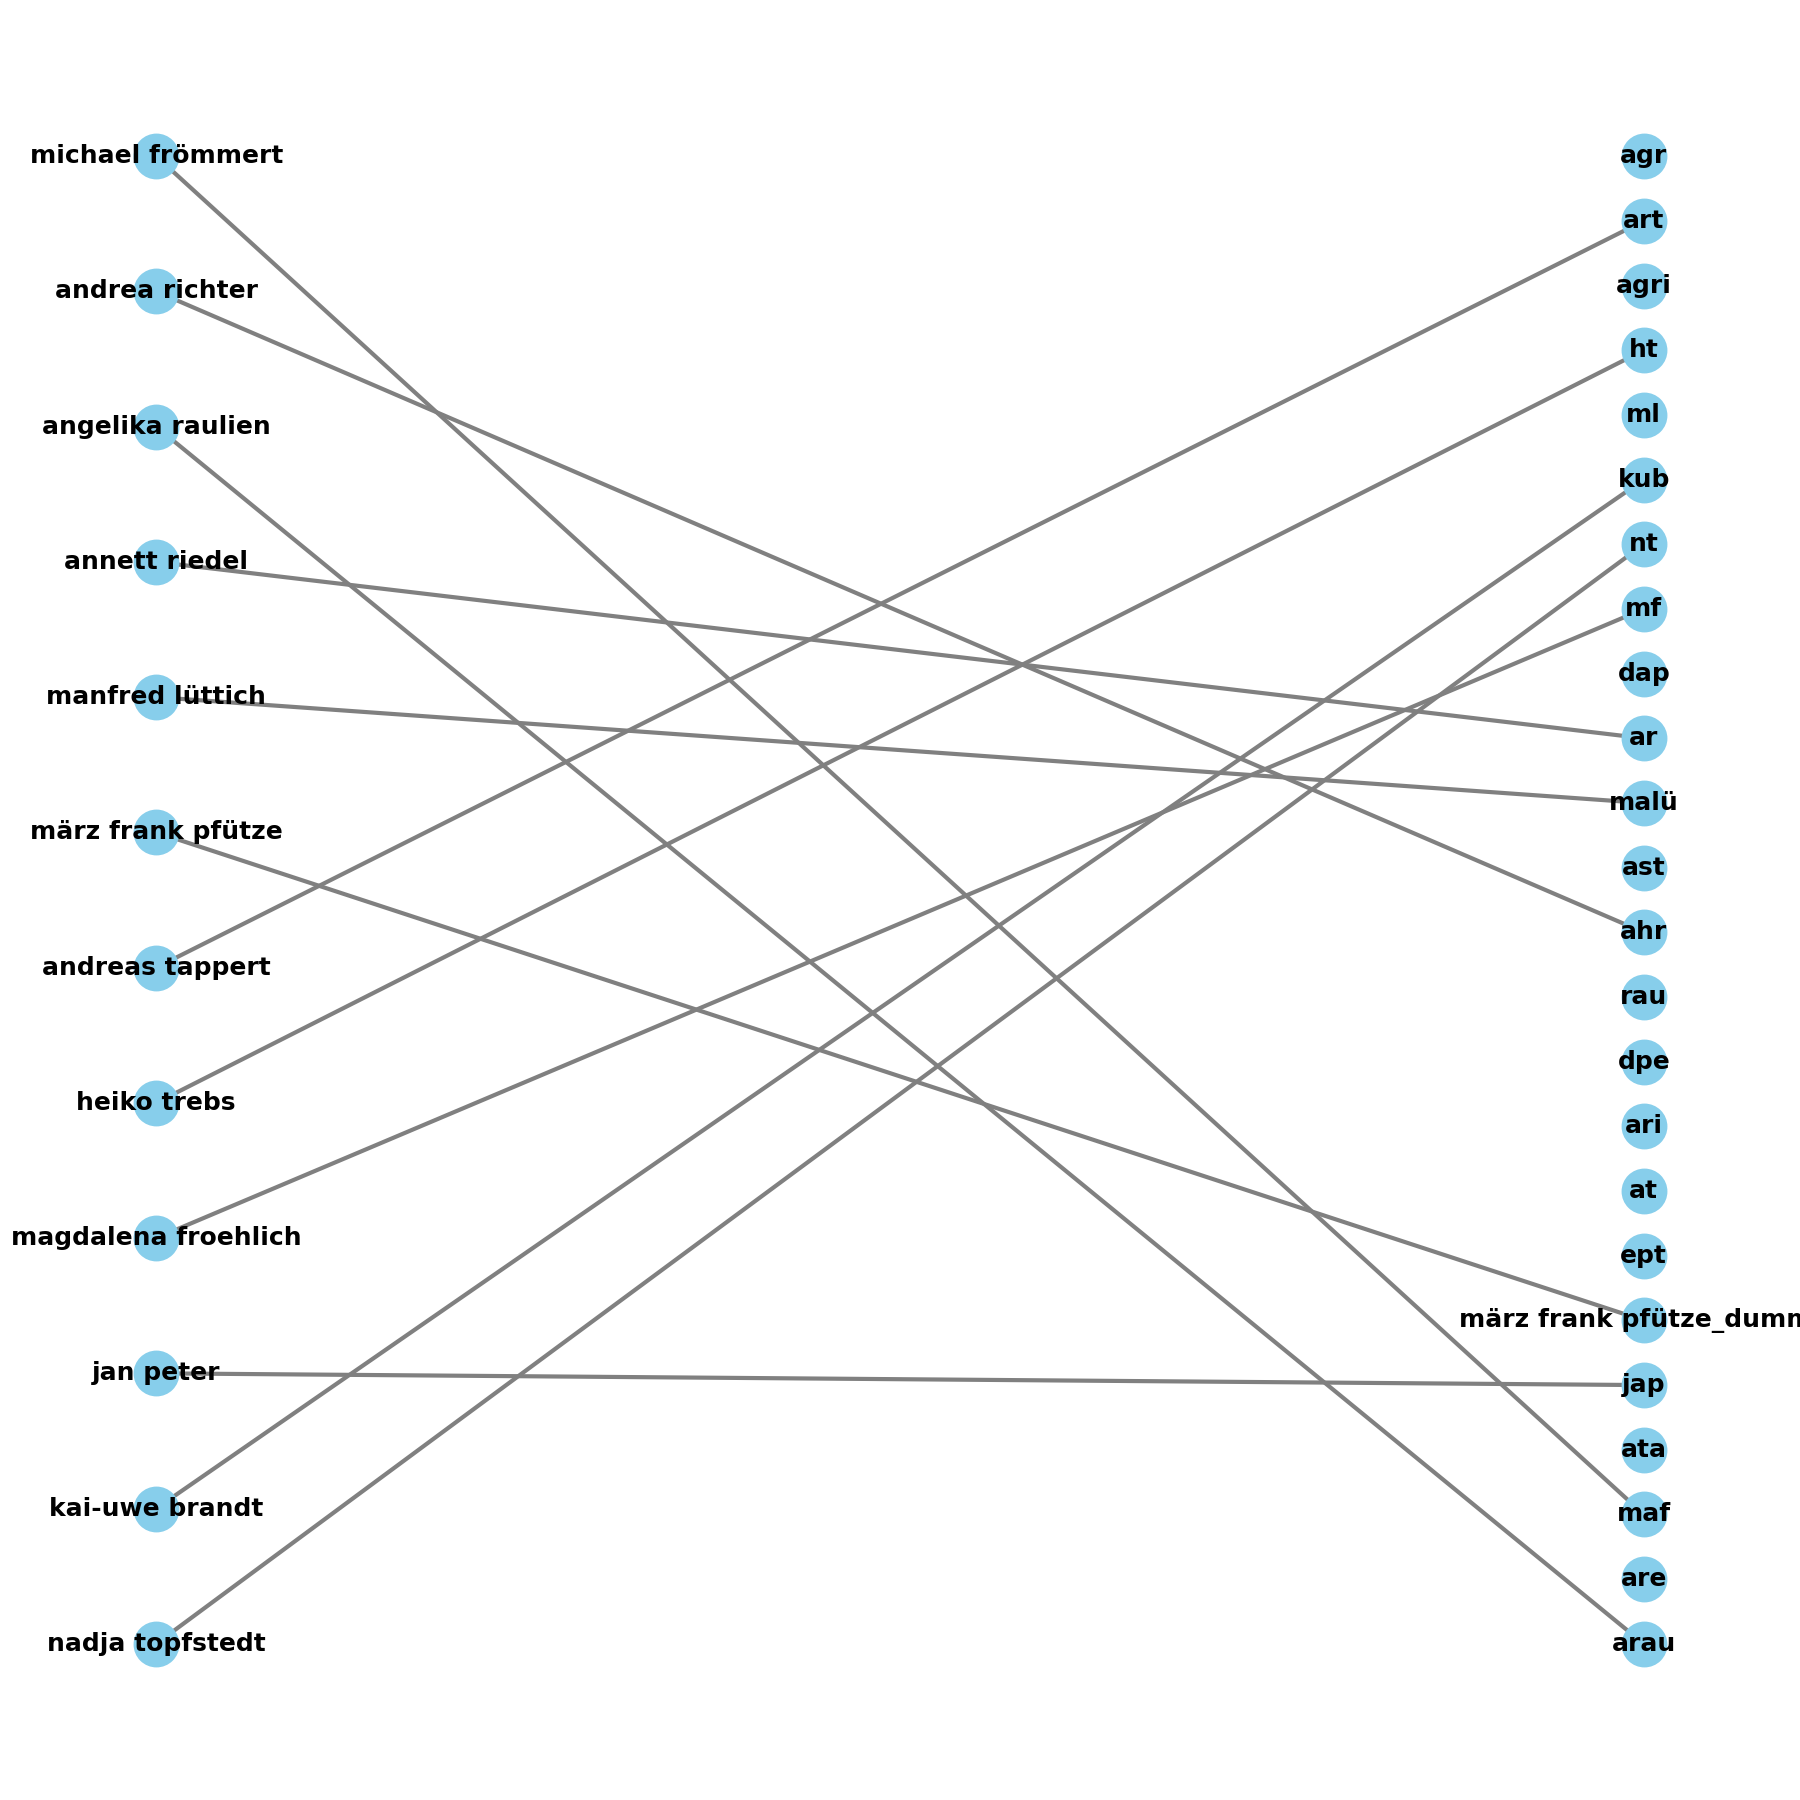 michael frömmert
andrea richter
angelika raulien
annett riedel
manfred lüttich
märz frank pfütze
andreas tappert
heiko trebs
magdalena froehlich
jan peter
kai-uwe brandt
nadja topfstedt
agr
art
agri
ht
ml
kub
nt
mf
dap
ar
malü
ast
ahr
rau
dpe
ari
at
ept
märz frank pfütze_dumm
jap
ata
maf
are
arau